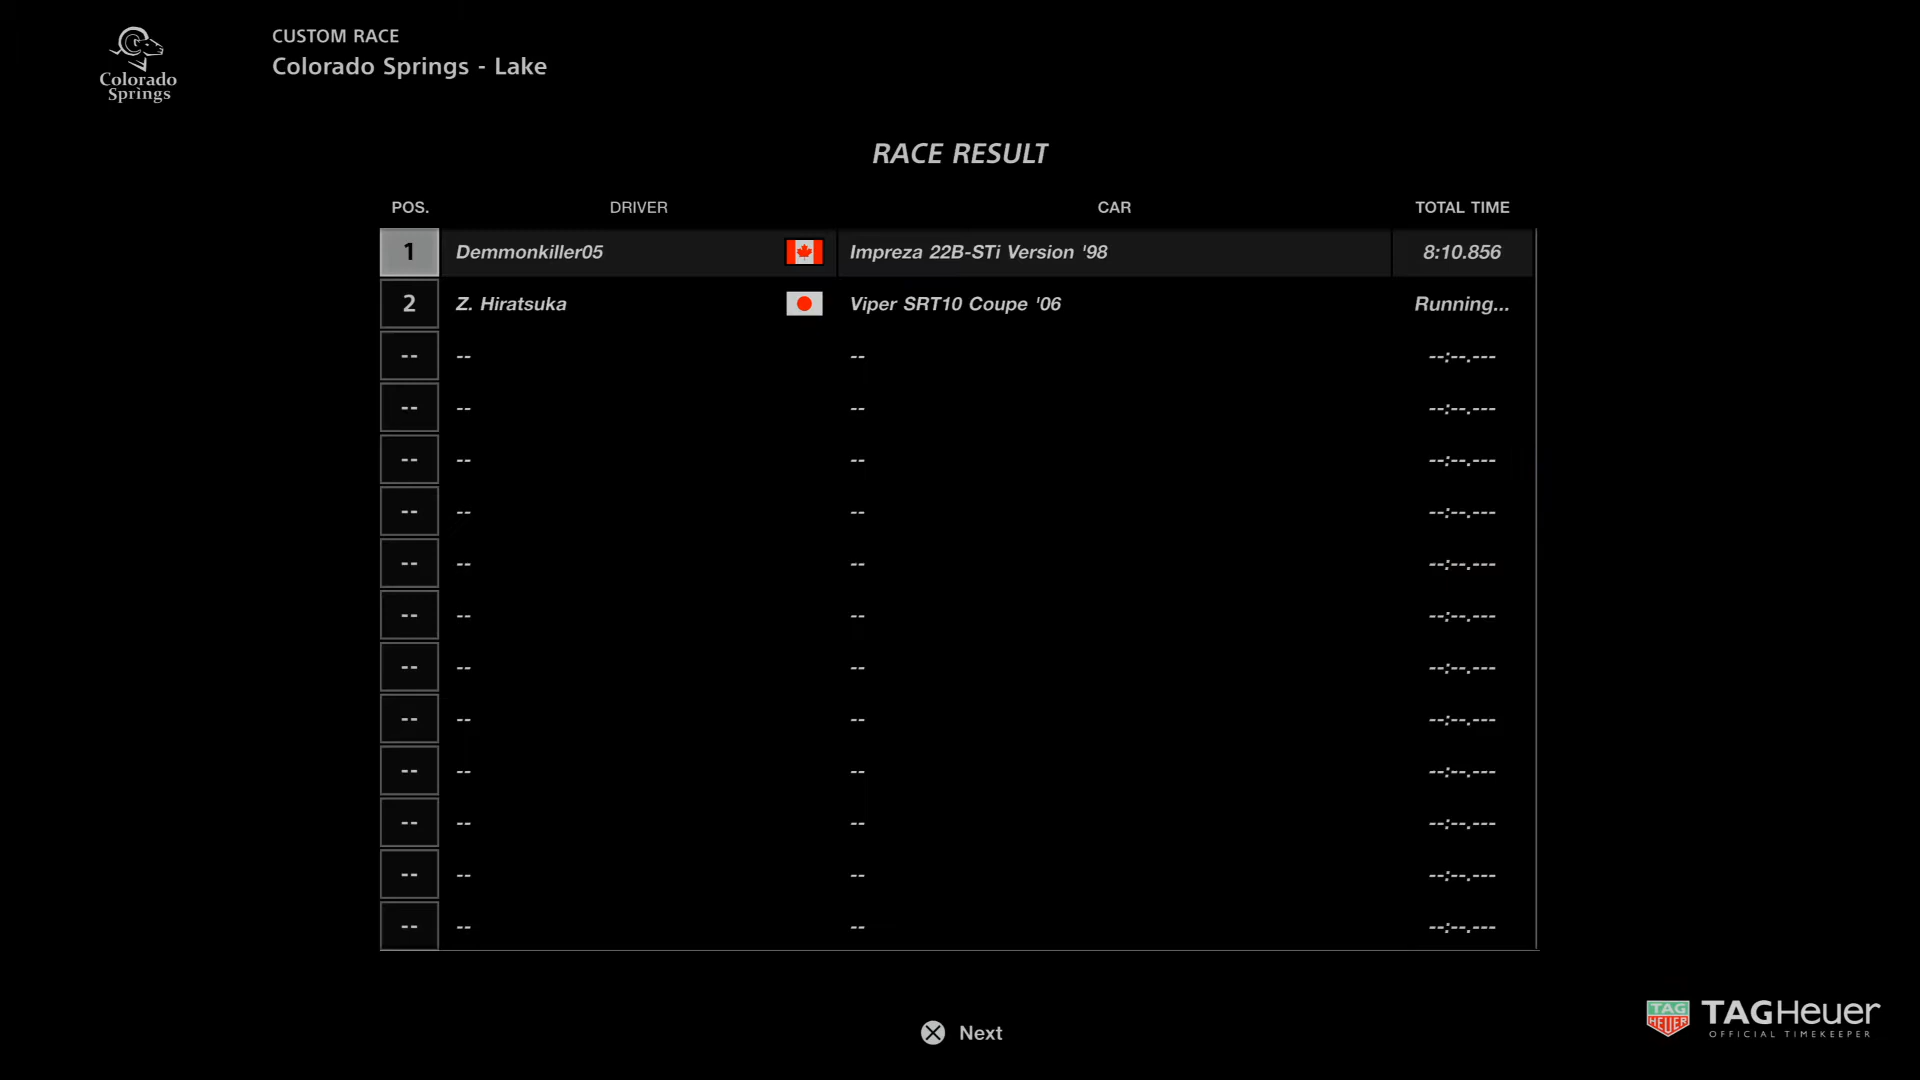 Colorado
Springs
CUSTOM RACE
Colorado Springs - Lake
RACE RESULT
POS. DRIVER CAR TOTAL TIME
1 Demmonkiller05 Impreza 22B-STi Version '98 8:10.856
2 Z. Hiratsuka Viper SRT10 Coupe '06 Running...
-- -- -- --:--.---
-- -- -- --:--.---
-- -- -- --:--.---
-- -- -- --:--.---
-- -- -- --:--.---
-- -- -- --:--.---
-- -- -- --:--.---
-- -- -- --:--.---
-- -- -- --:--.---
-- -- -- --:--.---
-- -- -- --:--.---
-- -- -- --:--.---
Next
TAG
HEUER
TAGHeuer
OFFICIAL TIMEKEEPER